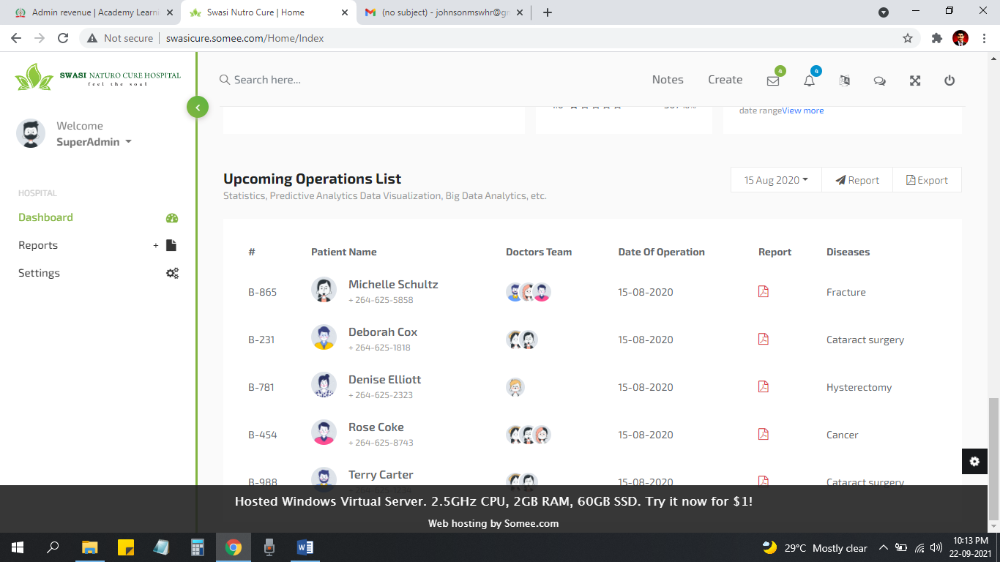 Admin revenue | Academy Learni
Swasi Nutro Cure | Home
(no subject) - johnsonmswhr@gm
Not secure
swasicure.somee.com/Home/Index
SWASI NATURO CURE HOSPITAL
feel the soul
Search here...
Notes
Create
4
4
date rangeView more
Welcome
SuperAdmin
HOSPITAL
Dashboard
Reports +
Settings
Upcoming Operations List
Statistics, Predictive Analytics Data Visualization, Big Data Analytics, etc.
15 Aug 2020 Report Export
# Patient Name Doctors Team Date Of Operation Report Diseases
B-865 Michelle Schultz 15-08-2020 Fracture
+ 264-625-5858
B-231 Deborah Cox 15-08-2020 Cataract surgery
+ 264-625-1818
B-781 Denise Elliott 15-08-2020 Hysterectomy
+ 264-625-2323
B-454 Rose Coke 15-08-2020 Cancer
+ 264-625-8743
B-988 Terry Carter 15-08-2020 Cataract surgery
Hosted Windows Virtual Server. 2.5GHz CPU, 2GB RAM, 60GB SSD. Try it now for $1!
Web hosting by Somee.com
29°C Mostly clear
10:13 PM
22-09-2021